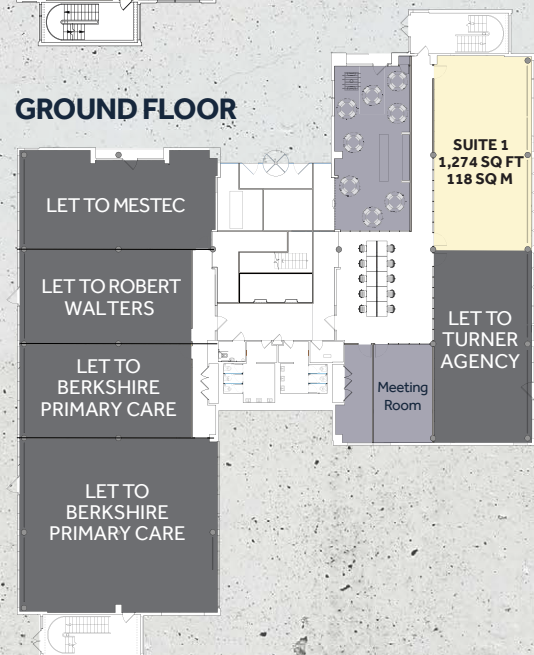 GROUND FLOOR
SUITE 1
1,274 SQ FT
118 SQ M
LET TO MESTEC
LET TO ROBERT
WALTERS
LET TO
TURNER
AGENCY
LET TO
BERKSHIRE
PRIMARY CARE
Meeting
Room
LET TO
BERKSHIRE
PRIMARY CARE